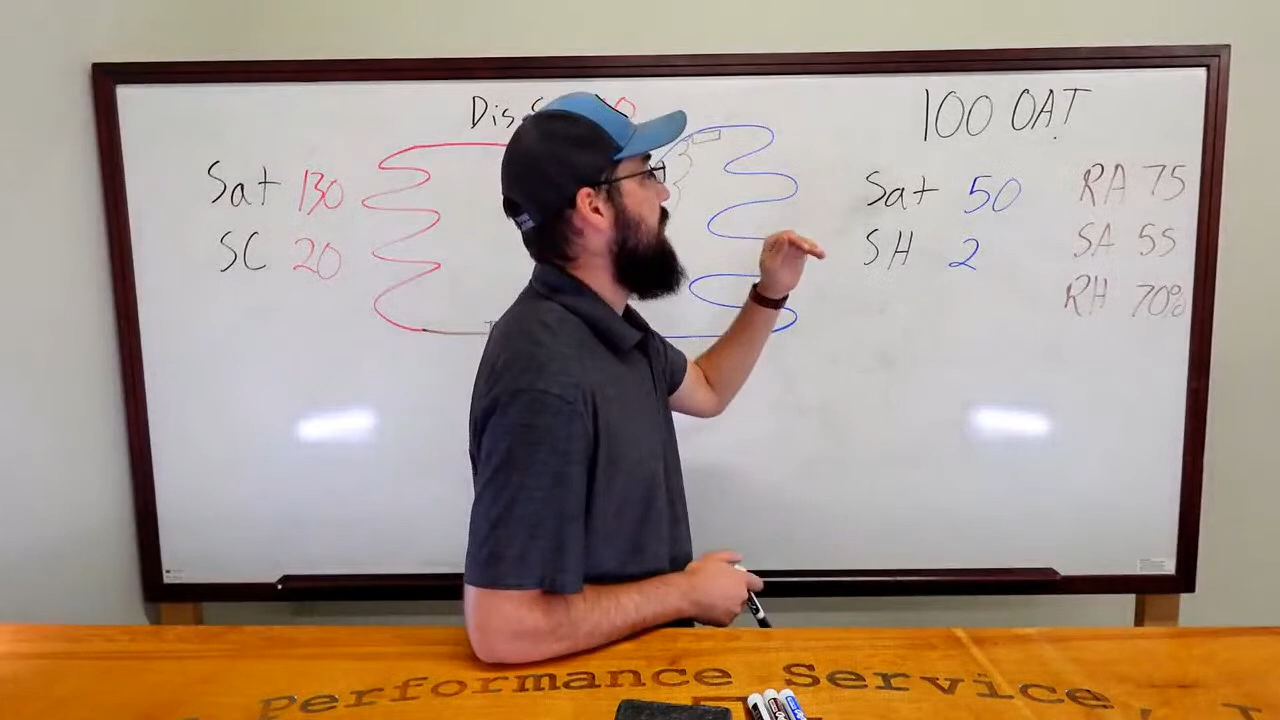 100 OAT
Dis
Sat 130
SC 20
Sat 50
SH 2
RA 75
SA 55
RH 70%
Performance Service,